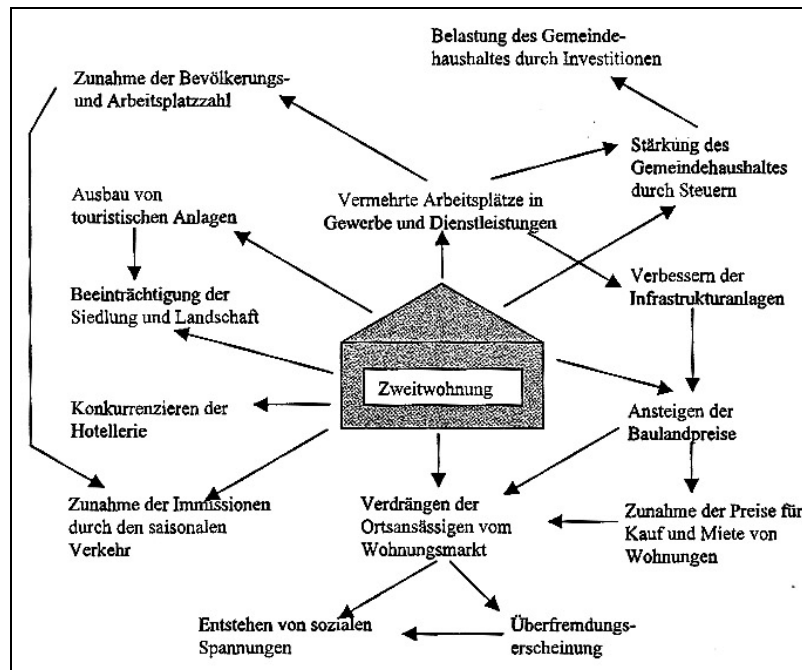 Belastung des Gemeinde-
haushaltes durch Investitionen
Zunahme der Bevölkerungs-
und Arbeitsplatzzahl
Stärkung des
Gemeindehaushaltes
durch Steuern
Ausbau von
touristischen Anlagen
Vermehrte Arbeitsplätze in
Gewerbe und Dienstleistungen
Verbessern der
Infrastrukturanlagen
Beeinträchtigung der
Siedlung und Landschaft
Zweitwohnung
Konkurrenzieren der
Hotellerie
Ansteigen der
Baulandpreise
Zunahme der Immissionen
durch den saisonalen
Verkehr
Verdrängen der
Ortsansässigen vom
Wohnungsmarkt
Zunahme der Preise für
Kauf und Miete von
Wohnungen
Entstehen von sozialen
Spannungen
Überfremdungs-
erscheinung